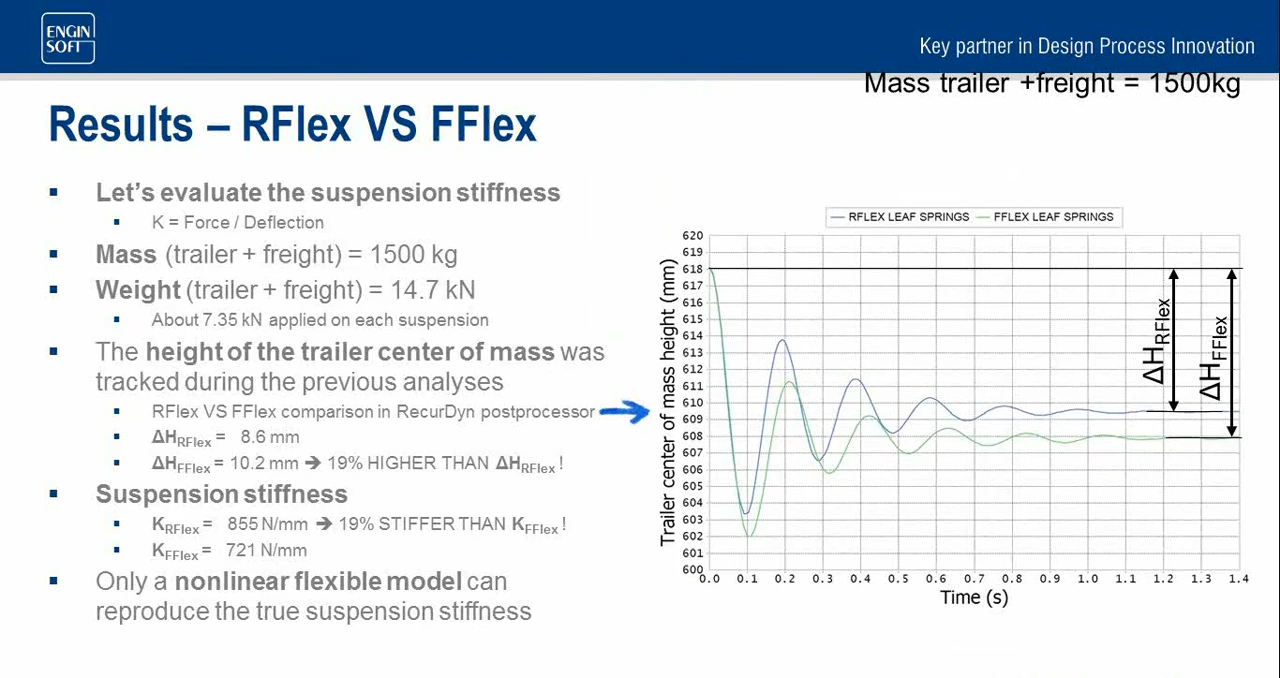 ENGIN
SOFT
Key partner in Design Process Innovation
Mass trailer +freight = 1500kg
Results – RFlex VS FFlex
Let's evaluate the suspension stiffness
K = Force / Deflection
Mass (trailer + freight) = 1500 kg
Weight (trailer + freight) = 14.7 kN
About 7.35 kN applied on each suspension
The height of the trailer center of mass was
tracked during the previous analyses
RFlex VS FFlex comparison in RecurDyn postprocessor
ΔHRFlex = 8.6 mm
ΔHFFlex = 10.2 mm ➔ 19% HIGHER THAN ΔHRFlex !
Suspension stiffness
KRFlex = 855 N/mm ➔ 19% STIFFER THAN KFFlex !
KFFlex = 721 N/mm
Only a nonlinear flexible model can
reproduce the true suspension stiffness
RFLEX LEAF SPRINGS FFLEX LEAF SPRINGS
Trailer center of mass height (mm)
620
619
618
617
616
615
614
613
612
611
610
609
608
607
606
605
604
603
602
601
600
0.0 0.1 0.2 0.3 0.4 0.5 0.6 0.7 0.8 0.9 1.0 1.1 1.2 1.3 1.4
Time (s)
ΔHRFlex
ΔHFFlex